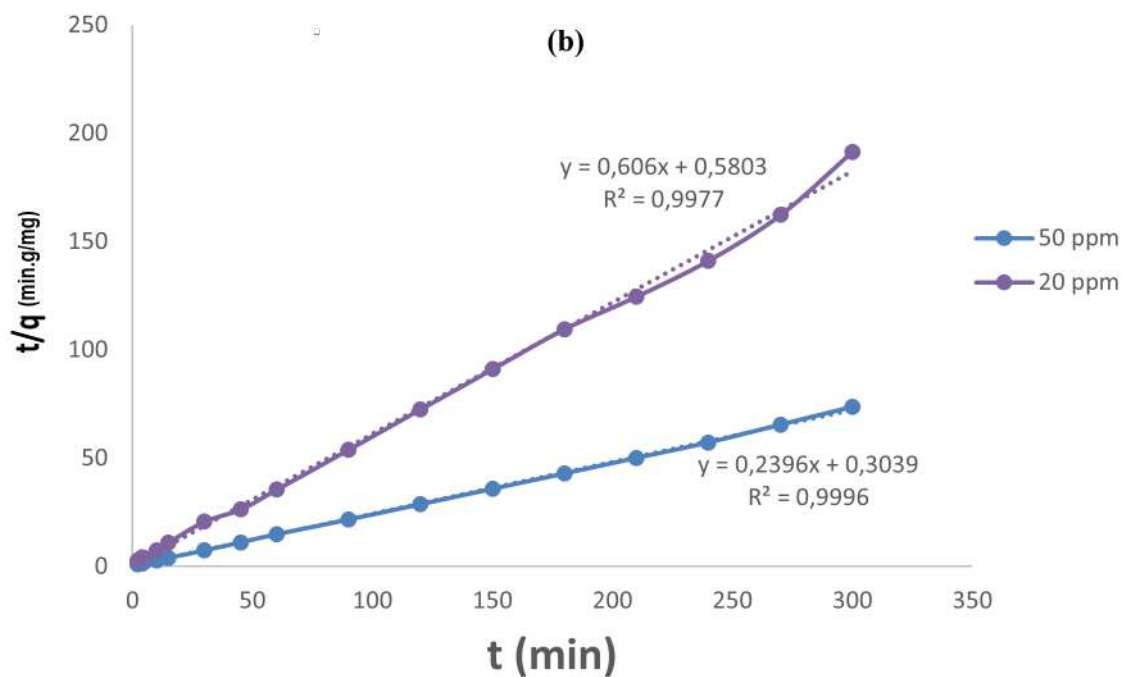 (b)
250
200
150
100
50
0
t/q (min.g/mg)
y = 0,606x + 0,5803
R² = 0,9977
50 ppm
20 ppm
y = 0,2396x + 0,3039
R² = 0,9996
0 50 100 150 200 250 300 350
t (min)